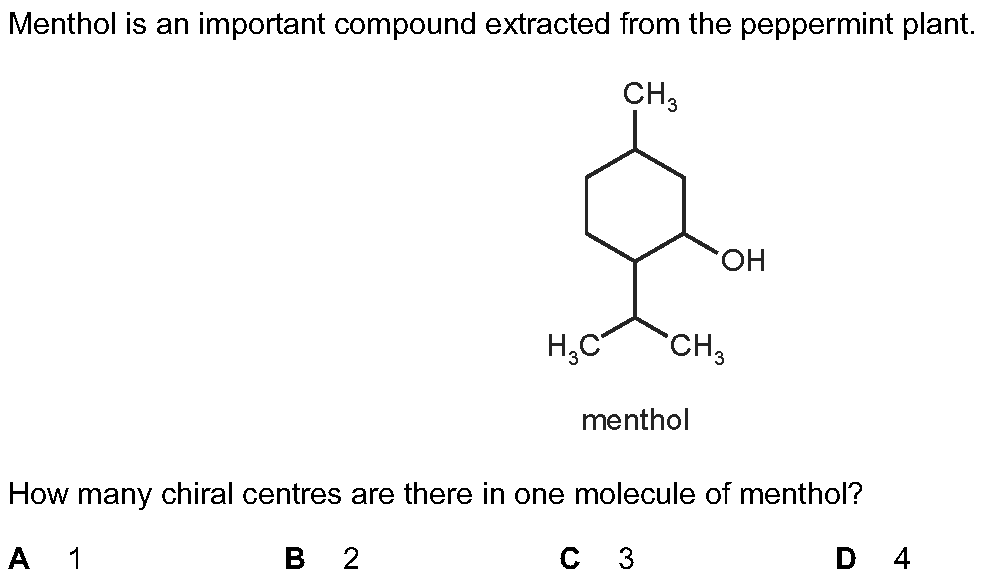 Menthol is an important compound extracted from the peppermint plant.
CH₃
OH
H₃C CH₃
menthol
How many chiral centres are there in one molecule of menthol?
A 1 B 2 C 3 D 4